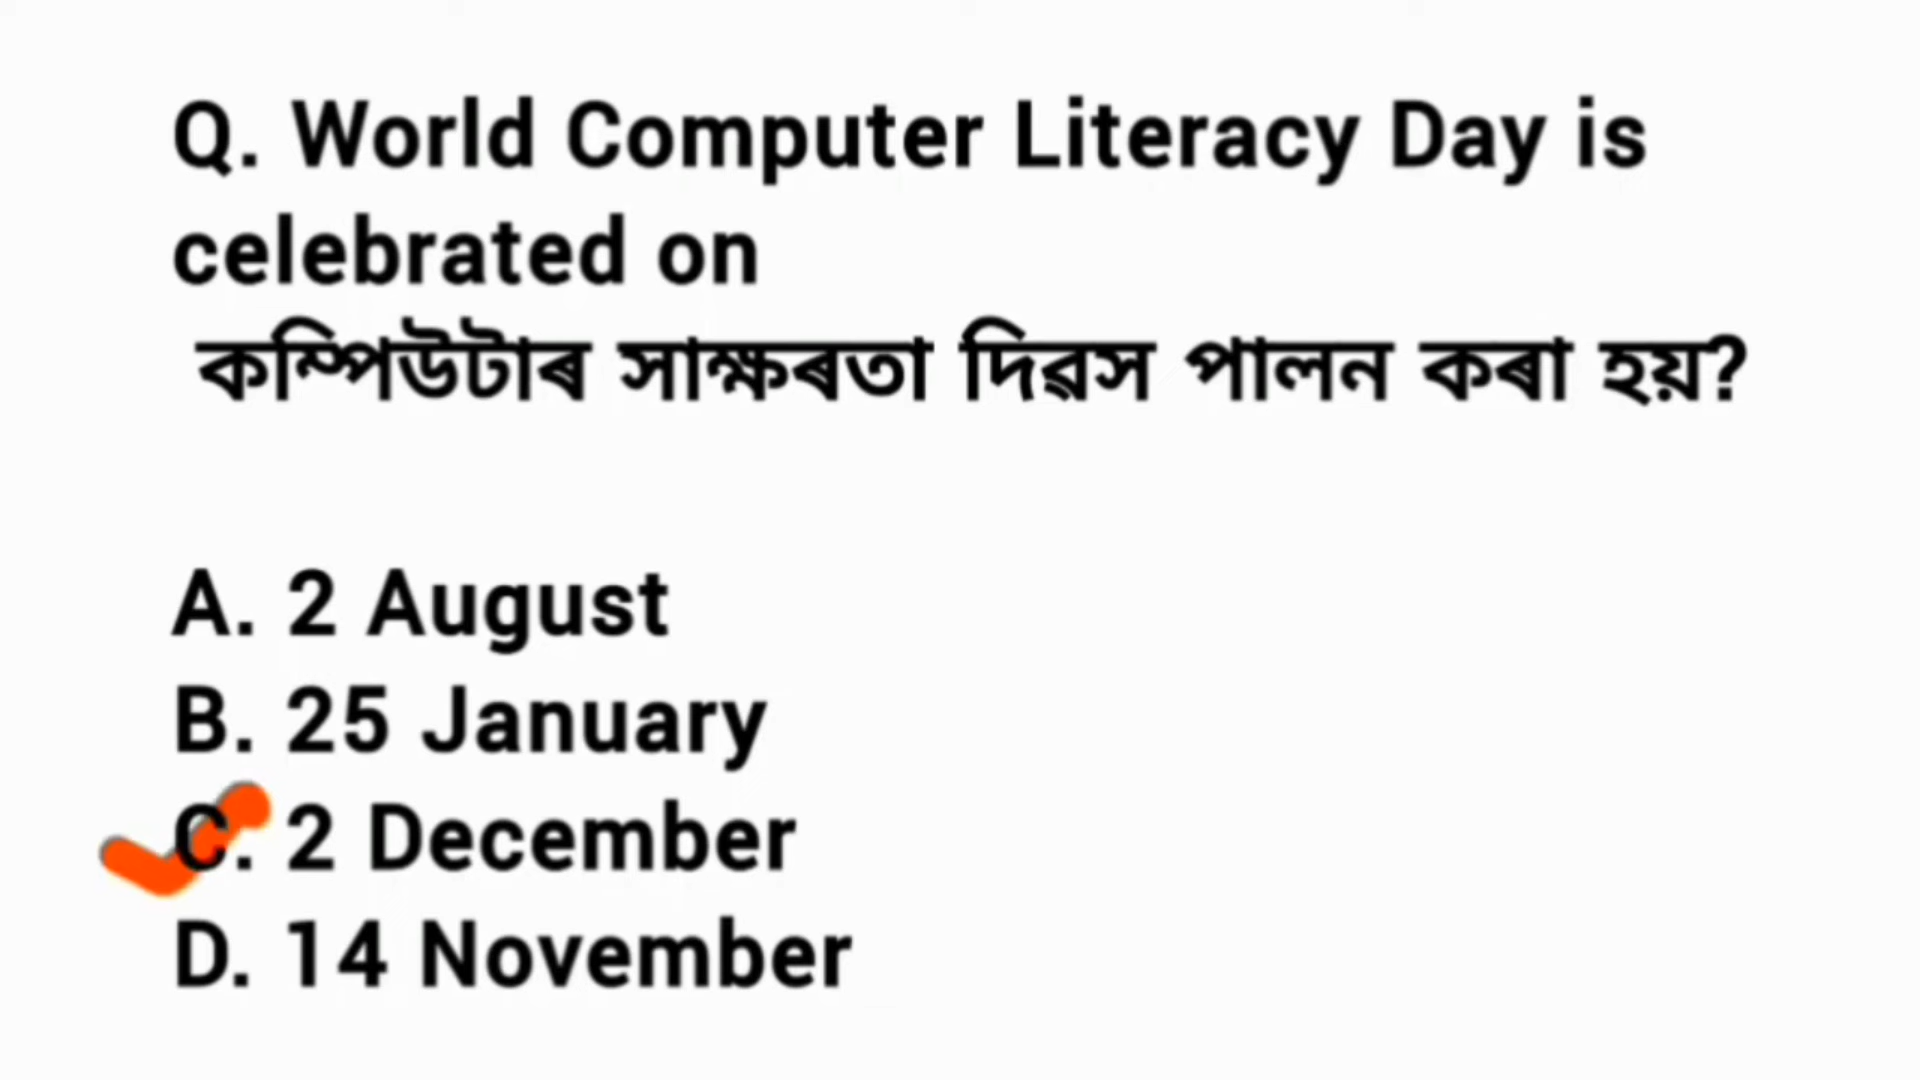 Q. World Computer Literacy Day is
celebrated on
কম্পিউটাৰ সাক্ষৰতা দিৱস পালন কৰা হয়?
A. 2 August
B. 25 January
C. 2 December
D. 14 November